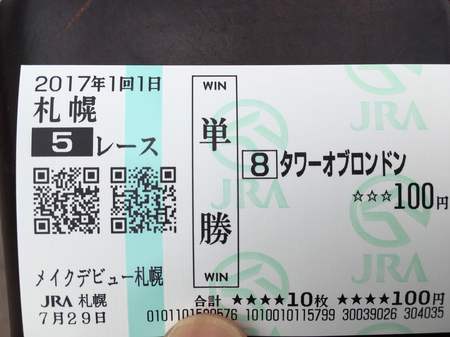 2017年1回1日
札幌
5レース
メイクデビュー札幌
JRA 札幌
7月29日
WIN
単勝
WIN
JRA
8 タワーオブロンドン
☆☆☆100円
JRA
合計 ★★★★10枚 ★★★★100円
1010010115799 30039026 304035